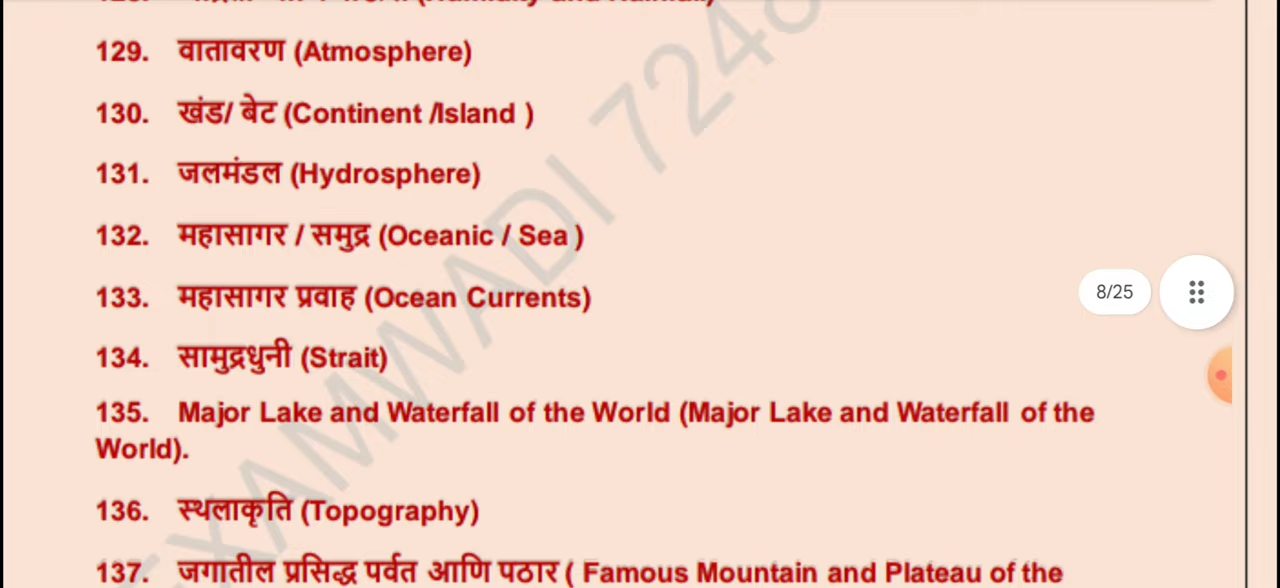 129. वातावरण (Atmosphere)
130. खंड/ बेट (Continent /Island )
131. जलमंडल (Hydrosphere)
132. महासागर / समुद्र (Oceanic / Sea )
133. महासागर प्रवाह (Ocean Currents)
8/25
134. सामुद्रधुनी (Strait)
135. Major Lake and Waterfall of the World (Major Lake and Waterfall of the
World).
136. स्थलाकृति (Topography)
137. जगातील प्रसिद्ध पर्वत आणि पठार ( Famous Mountain and Plateau of the
EXAMWADI 7248